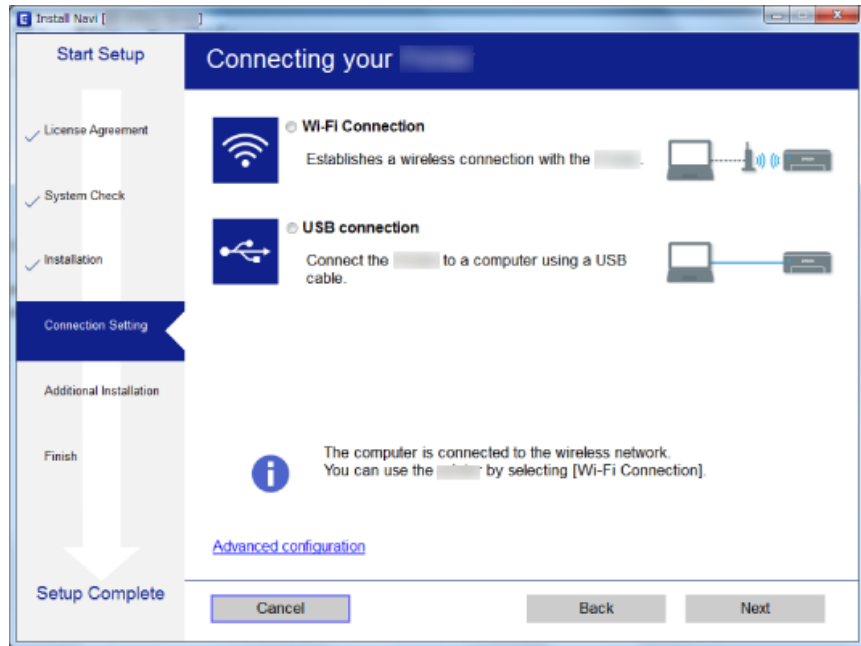 Install Navi [ ]
Start Setup
Connecting your
License Agreement
System Check
Installation
Connection Setting
Additional Installation
Finish
Setup Complete
Wi-Fi Connection
Establishes a wireless connection with the .
USB connection
Connect the to a computer using a USB
cable.
The computer is connected to the wireless network.
You can use the by selecting [Wi-Fi Connection].
Advanced configuration
Cancel
Back
Next